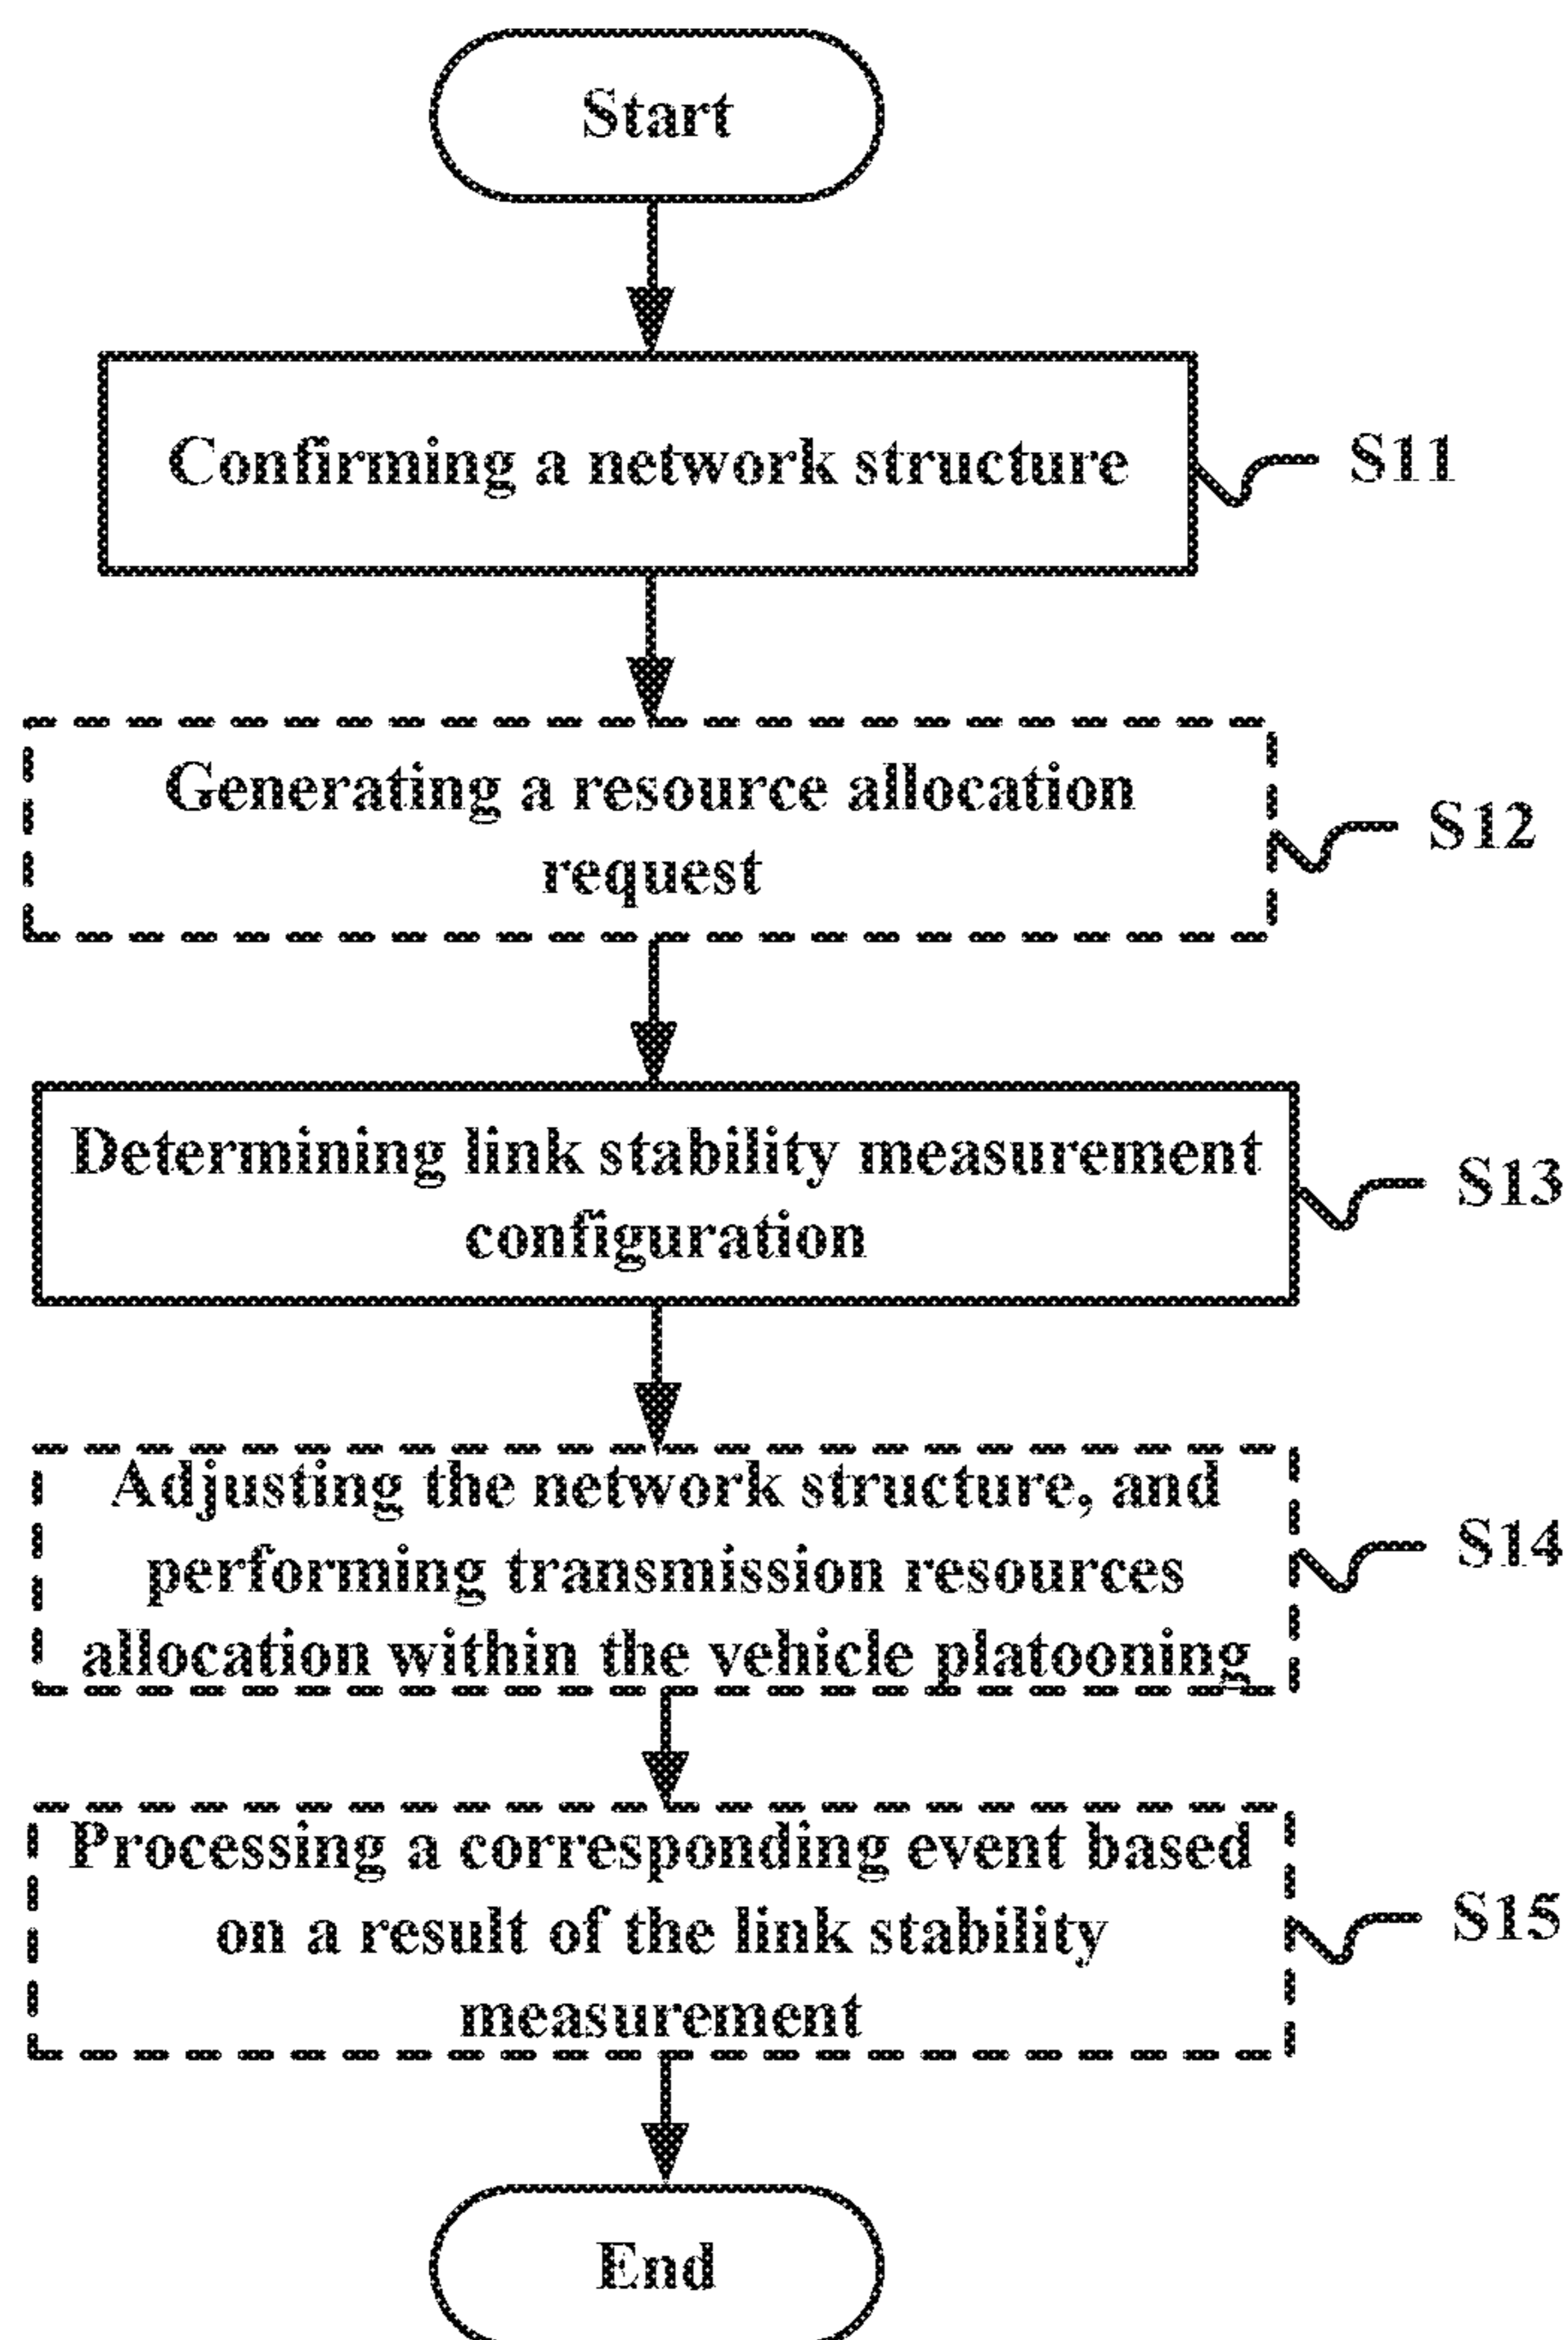 Start
Confirming a network structure
S11
Generating a resource allocation
request
S12
Determining link stability measurement
configuration
S13
Adjusting the network structure, and
performing transmission resources
allocation within the vehicle platooning
S14
Processing a corresponding event based
on a result of the link stability
measurement
S15
End